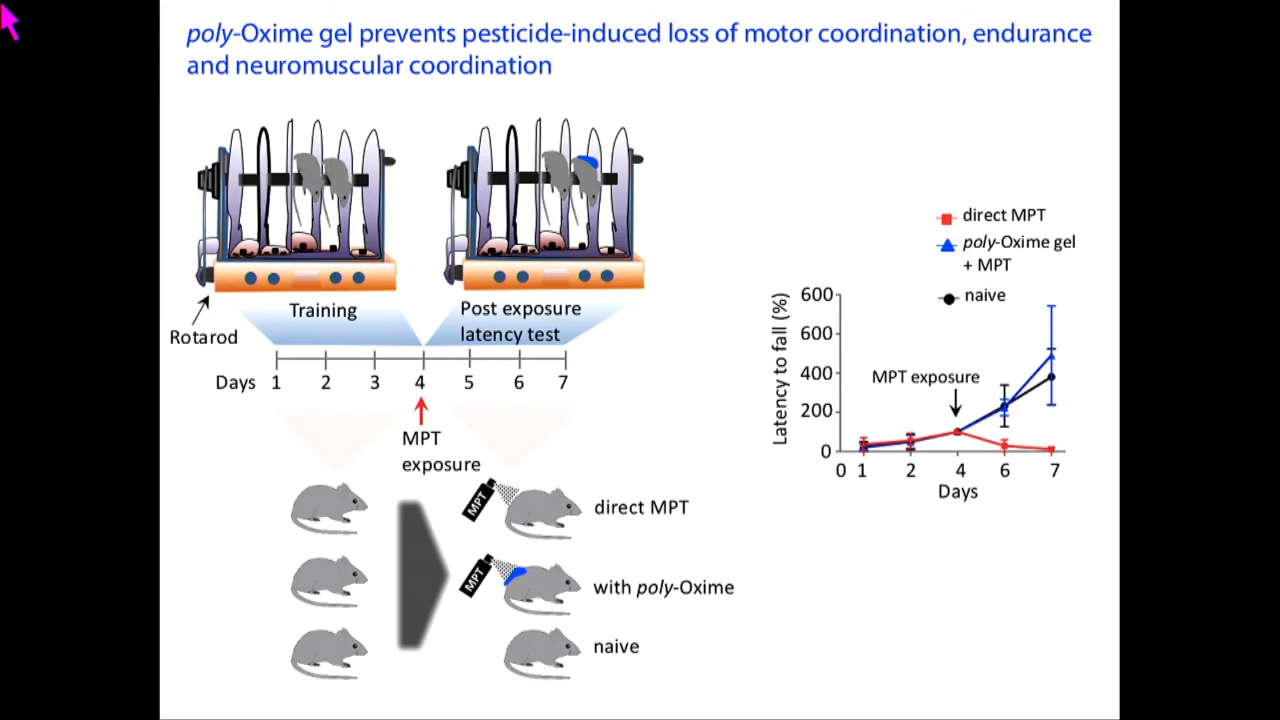 poly-Oxime gel prevents pesticide-induced loss of motor coordination, endurance
and neuromuscular coordination
Rotarod
Training
Post exposure
latency test
Days 1 2 3 4 5 6 7
MPT
exposure
MPT
direct MPT
MPT
with poly-Oxime
naive
direct MPT
poly-Oxime gel
+ MPT
naive
Latency to fall (%)
600
600
400
200
0
MPT exposure
0 1 2 4 6 7
Days